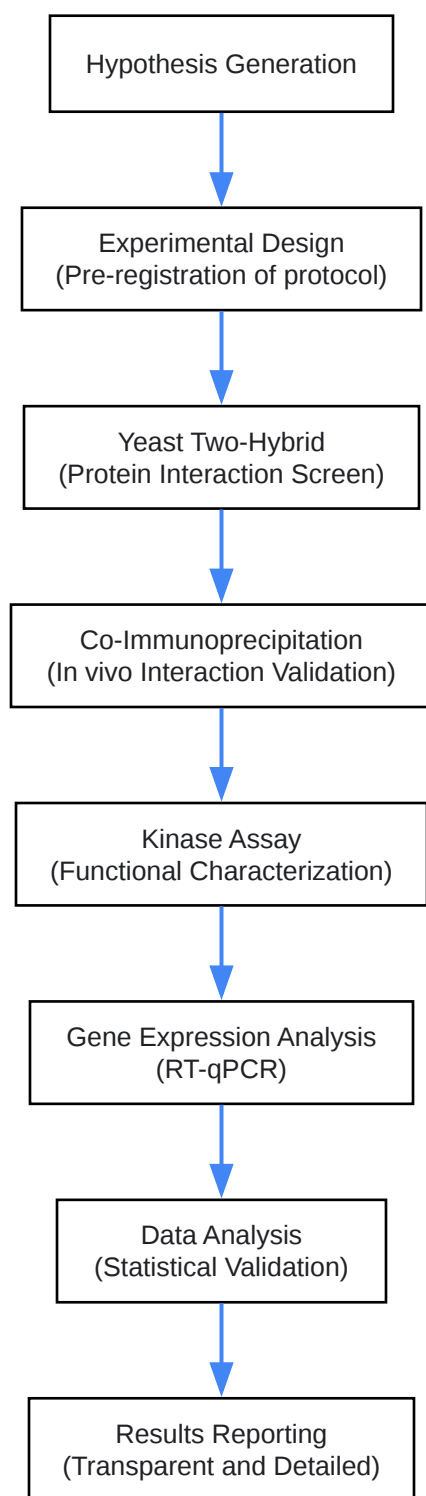 Hypothesis Generation
Experimental Design
(Pre-registration of protocol)
Yeast Two-Hybrid
(Protein Interaction Screen)
Co-Immunoprecipitation
(In vivo Interaction Validation)
Kinase Assay
(Functional Characterization)
Gene Expression Analysis
(RT-qPCR)
Data Analysis
(Statistical Validation)
Results Reporting
(Transparent and Detailed)